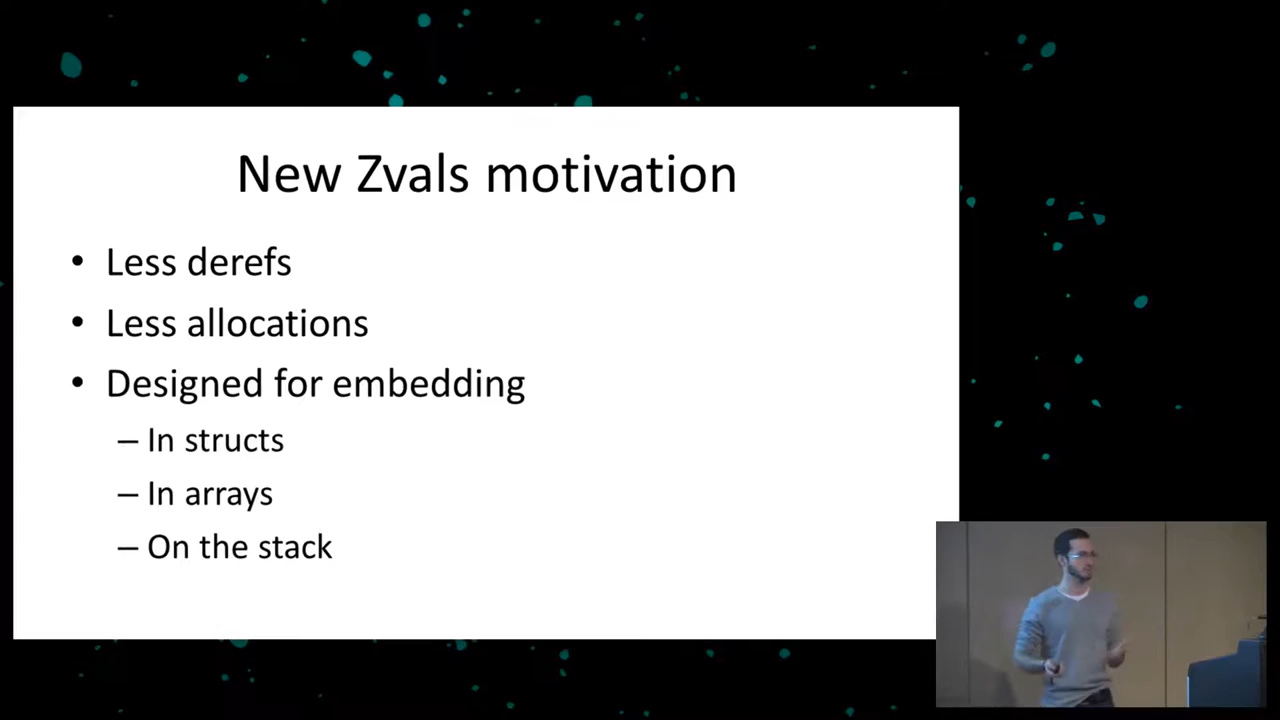 New Zvals motivation
• Less derefs
• Less allocations
• Designed for embedding
– In structs
– In arrays
– On the stack